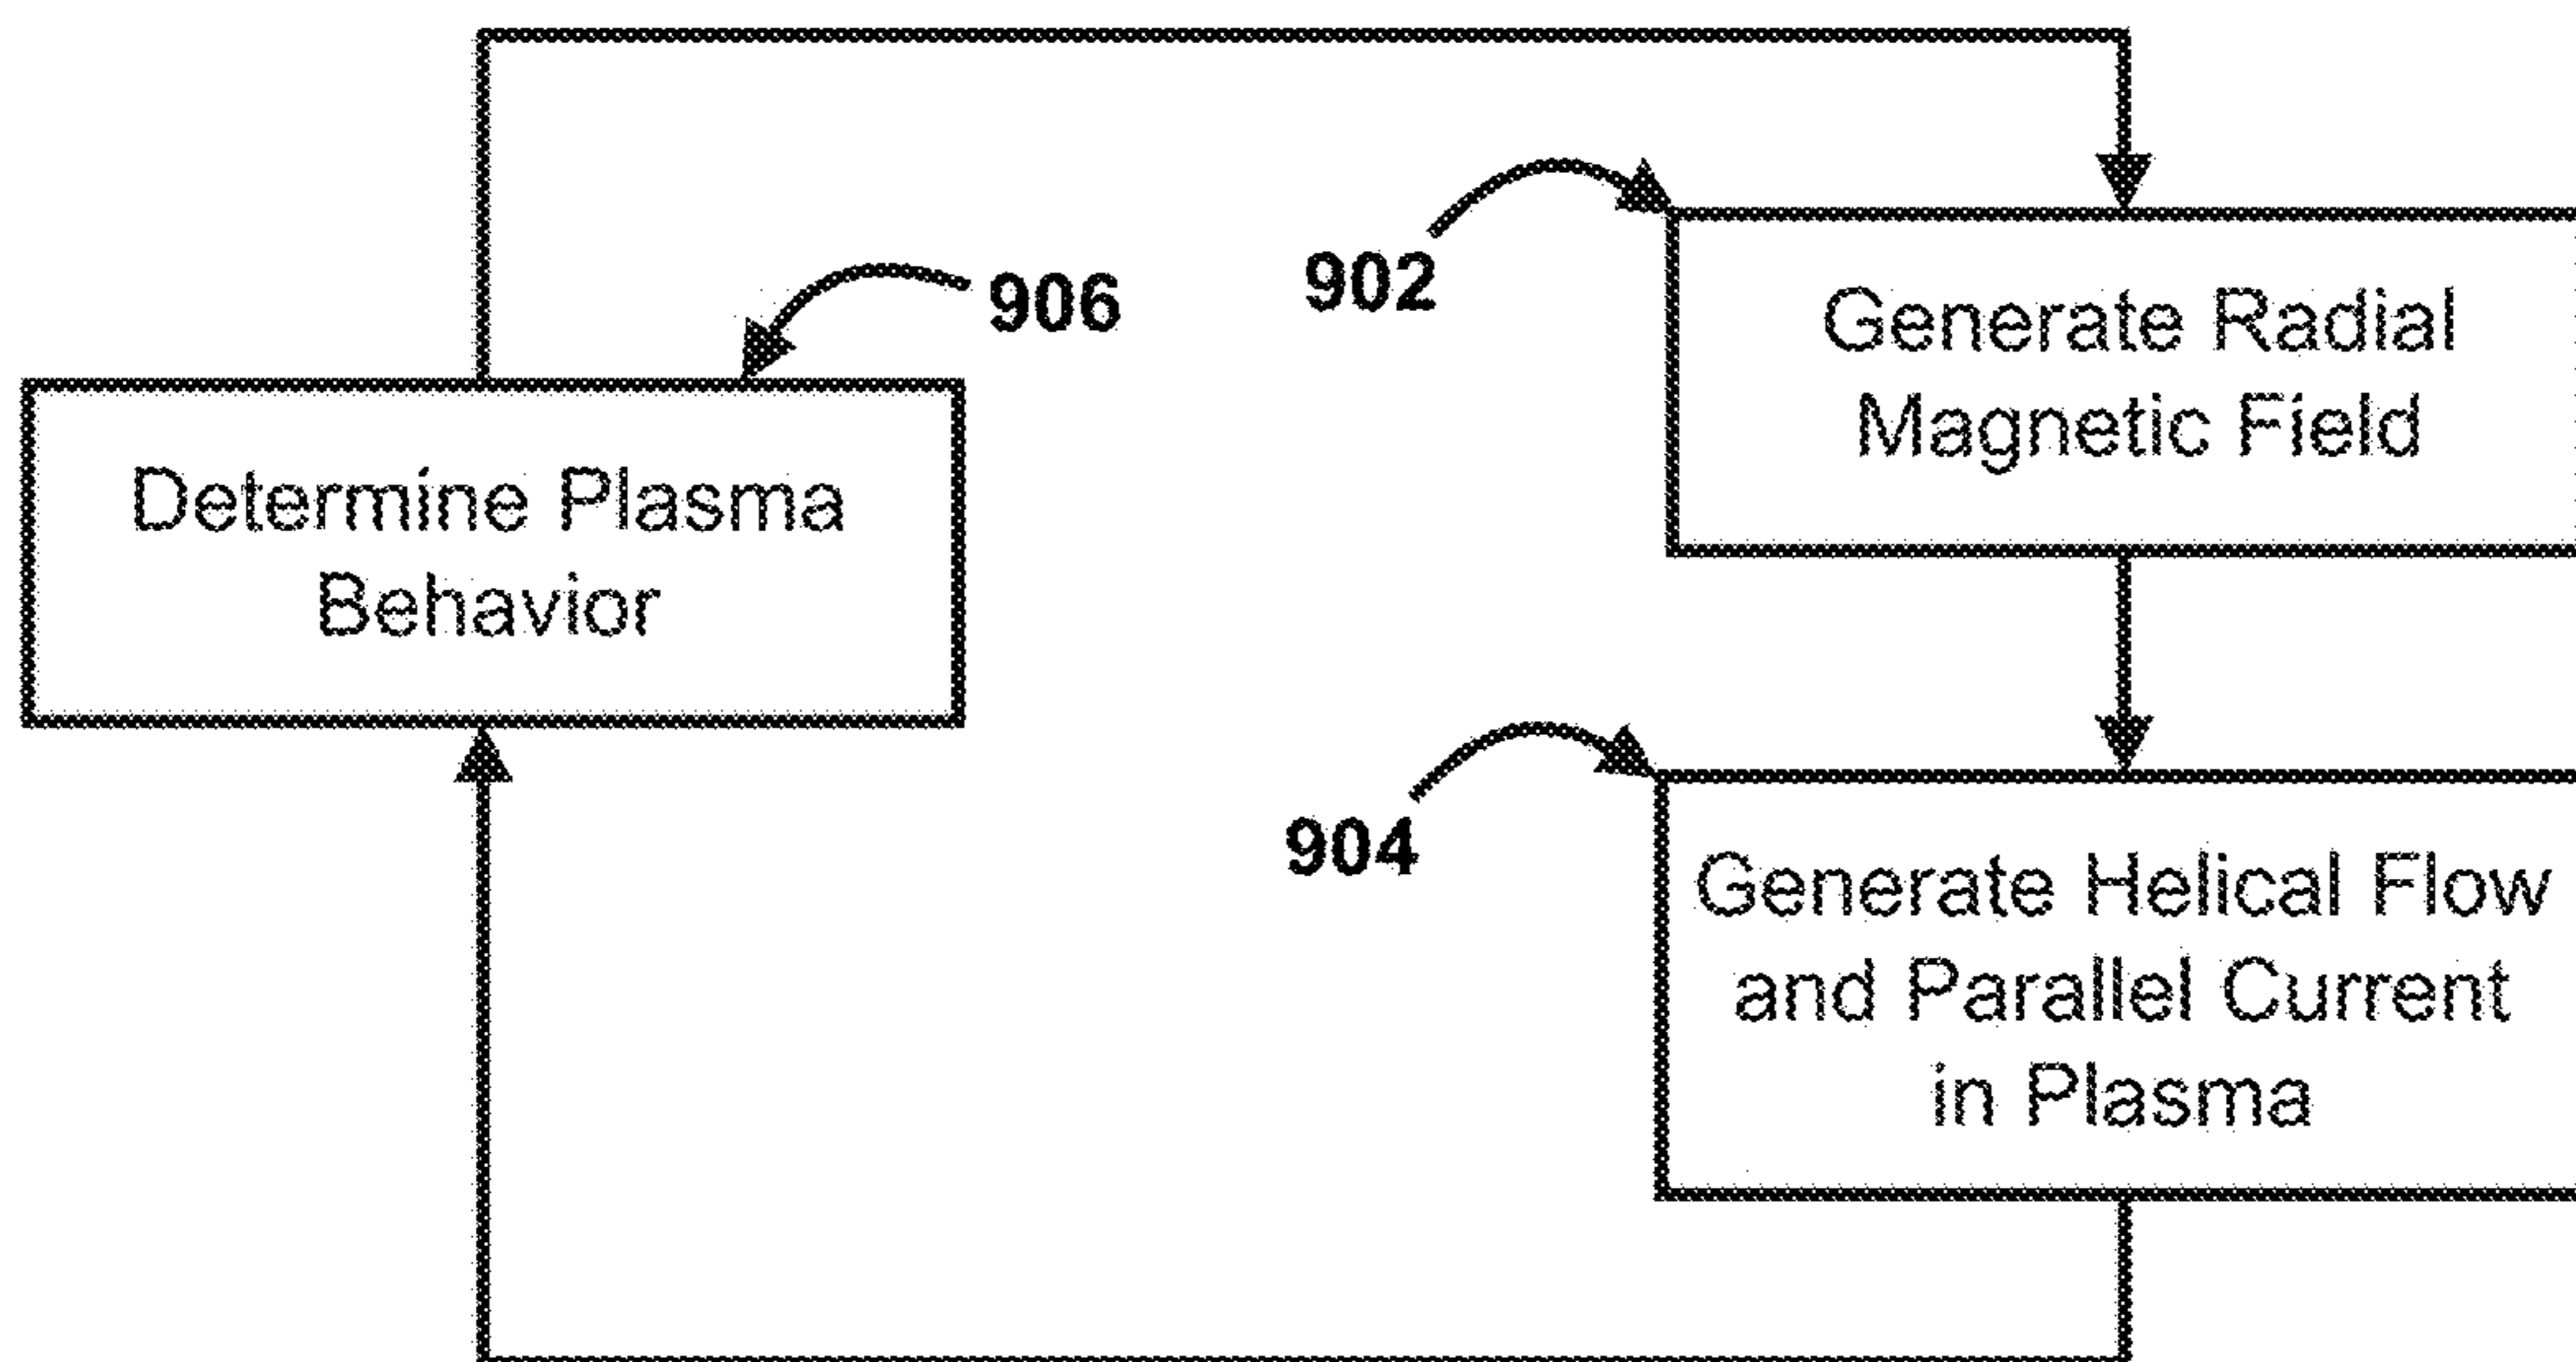 902
Generate Radial
Magnetic Field
906
Determine Plasma
Behavior
904
Generate Helical Flow
and Parallel Current
in Plasma